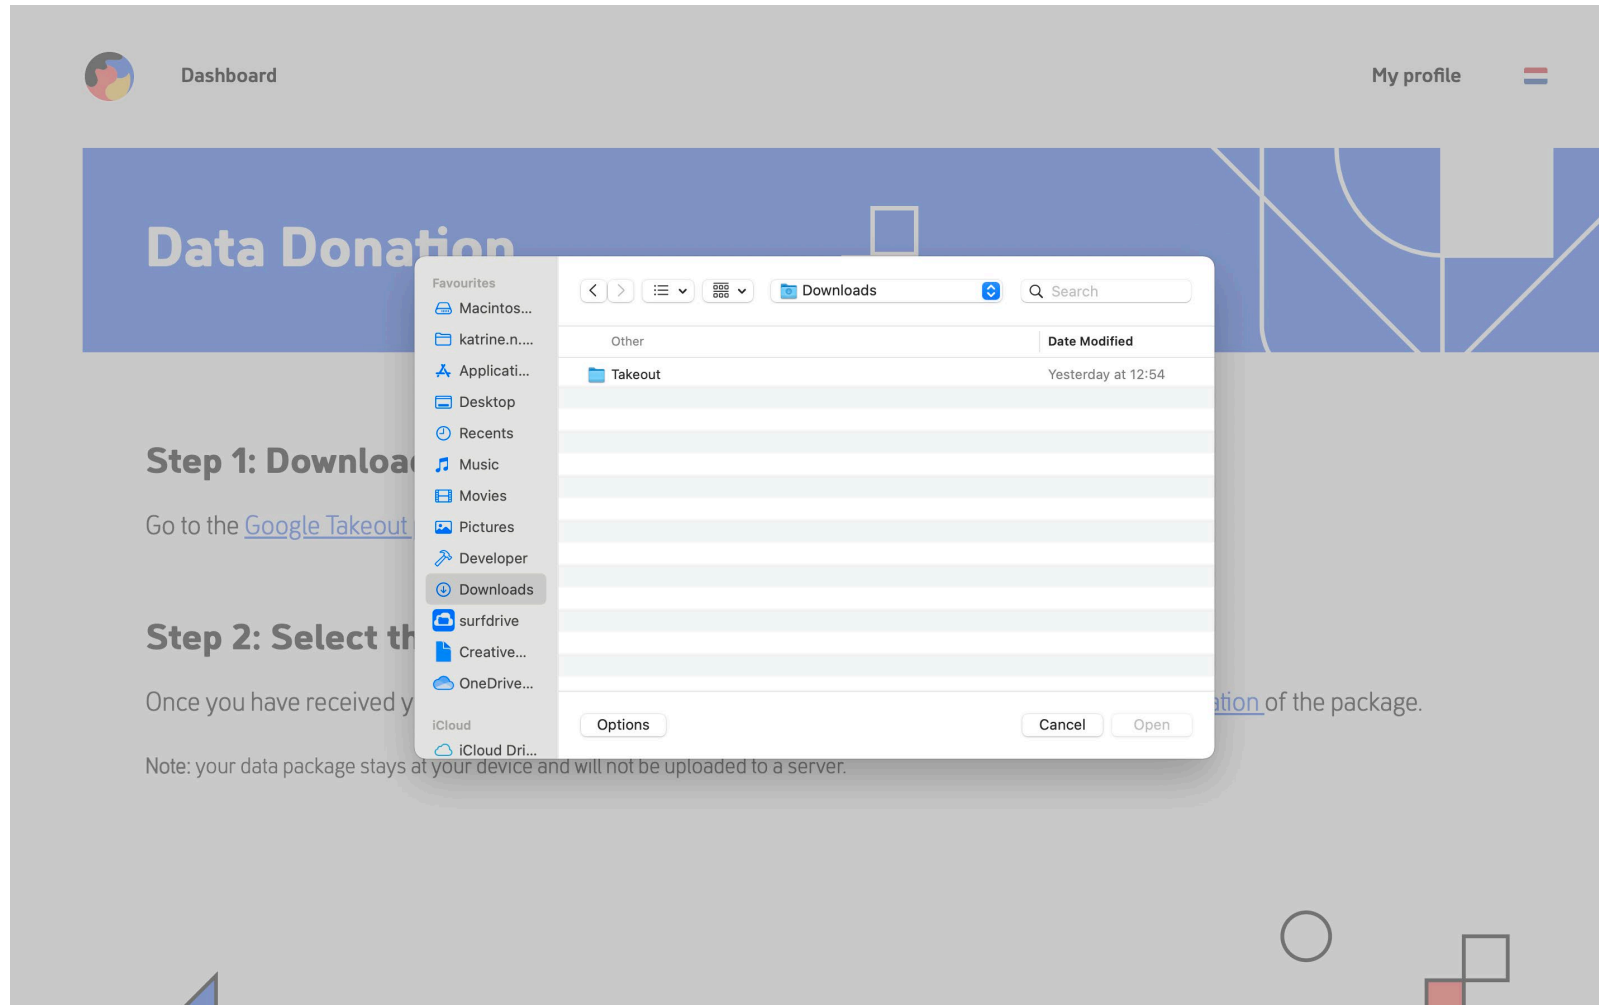 Dashboard
My profile
Data Donation
Favourites
Macintos...
katrine.n....
Applicati...
Desktop
Recents
Music
Movies
Pictures
Developer
Downloads
surfdrive
Creative...
OneDrive...
iCloud
iCloud Dri...
Downloads
Search
Other
Date Modified
Takeout
Yesterday at 12:54
Options
Cancel
Open
Step 1: Downloa
Go to the Google Takeout
Step 2: Select th
Once you have received y
ation of the package.
Note: your data package stays at your device and will not be uploaded to a server.